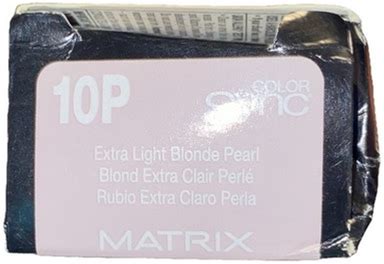 10P
COLOR
sync
Extra Light Blonde Pearl
Blond Extra Clair Perlé
Rubio Extra Claro Perla
MATRIX